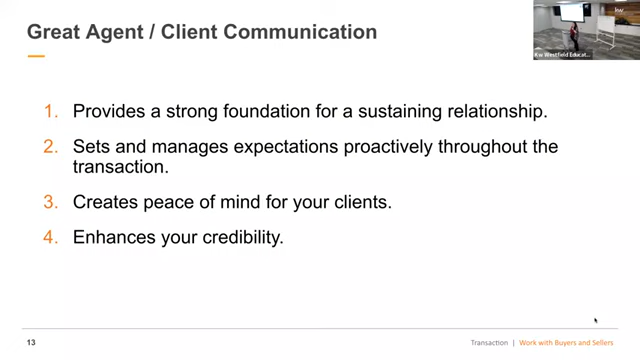 Great Agent / Client Communication
kw
Kw Westfield Educat...
1. Provides a strong foundation for a sustaining relationship.
2. Sets and manages expectations proactively throughout the
transaction.
3. Creates peace of mind for your clients.
4. Enhances your credibility.
13
Transaction | Work with Buyers and Sellers